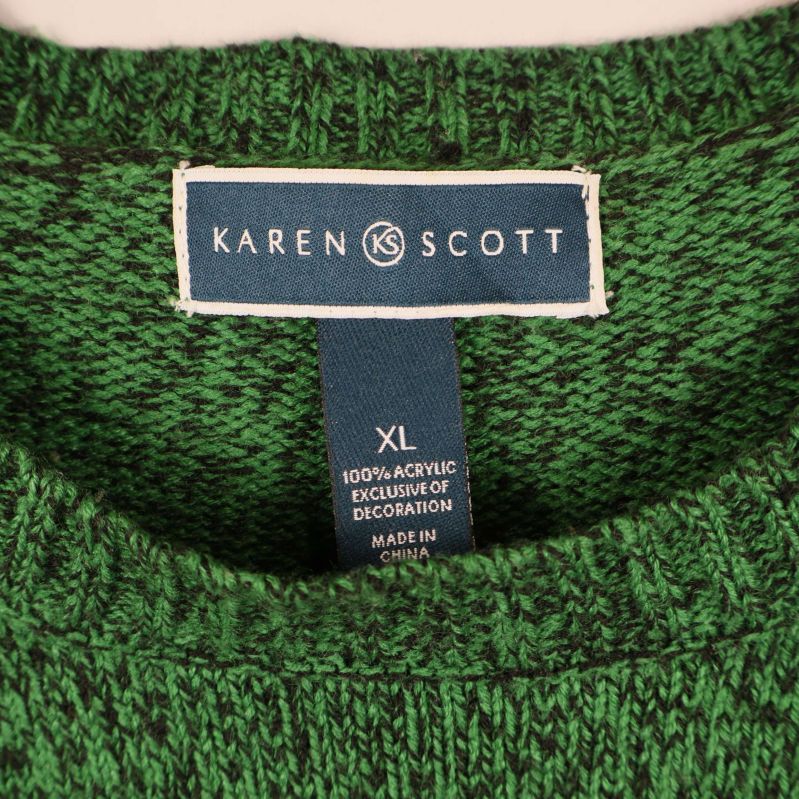 KAREN KS SCOTT
XL
100% ACRYLIC
EXCLUSIVE OF
DECORATION
MADE IN
CHINA